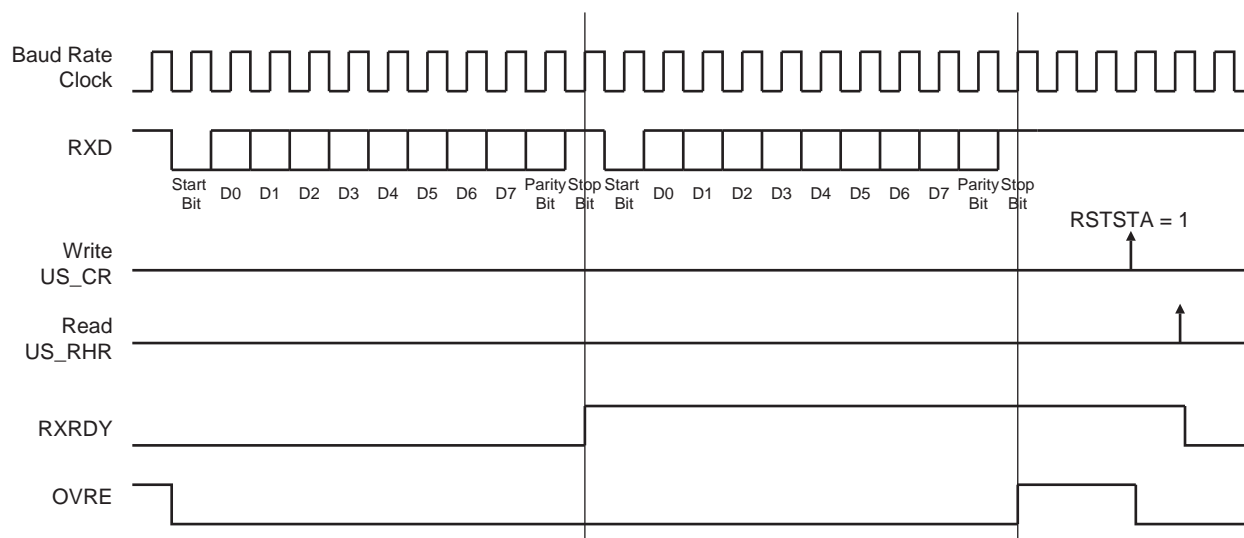 Baud Rate
Clock
RXD
Start
Bit
D0
D1
D2
D3
D4
D5
D6
D7
Parity
Bit
Stop
Bit
Start
Bit
D0
D1
D2
D3
D4
D5
D6
D7
Parity
Bit
Stop
Bit
RSTSTA = 1
Write
US_CR
Read
US_RHR
RXRDY
OVRE